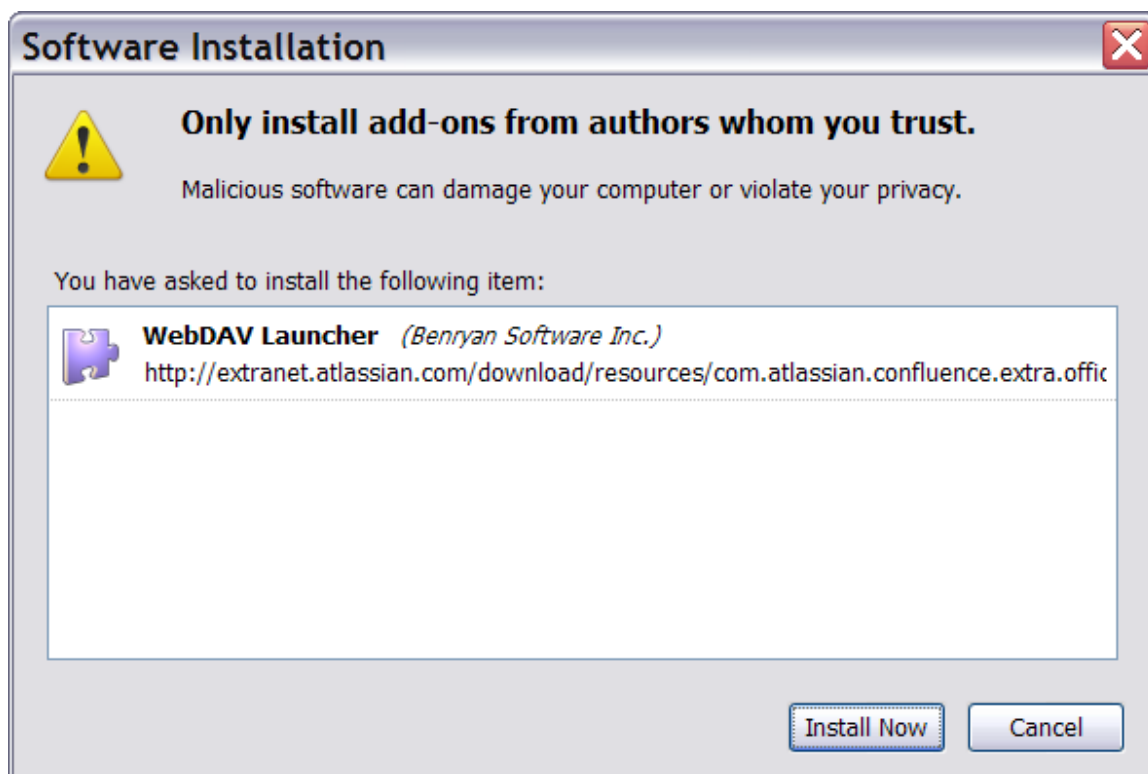 Software Installation
Only install add-ons from authors whom you trust.
Malicious software can damage your computer or violate your privacy.
You have asked to install the following item:
WebDAV Launcher (Benryan Software Inc.)
http://extranet.atlassian.com/download/resources/com.atlassian.confluence.extra.offic
Install Now Cancel